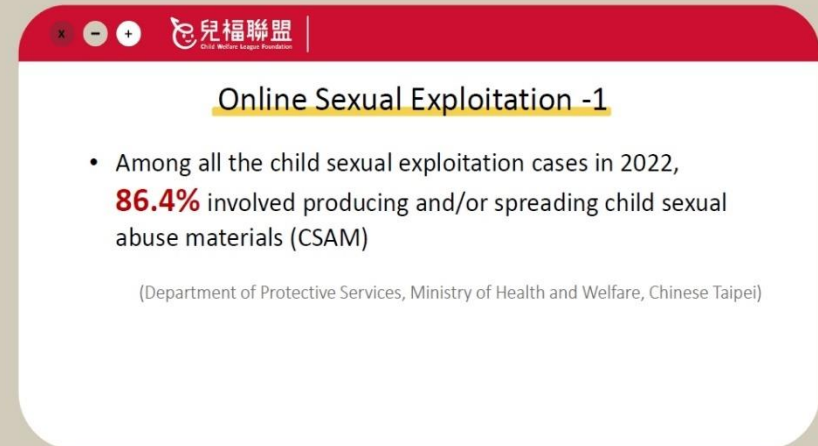 x - +
兒福聯盟
Child Welfare League Foundation
Online Sexual Exploitation -1
• Among all the child sexual exploitation cases in 2022,
86.4% involved producing and/or spreading child sexual
abuse materials (CSAM)
(Department of Protective Services, Ministry of Health and Welfare, Chinese Taipei)